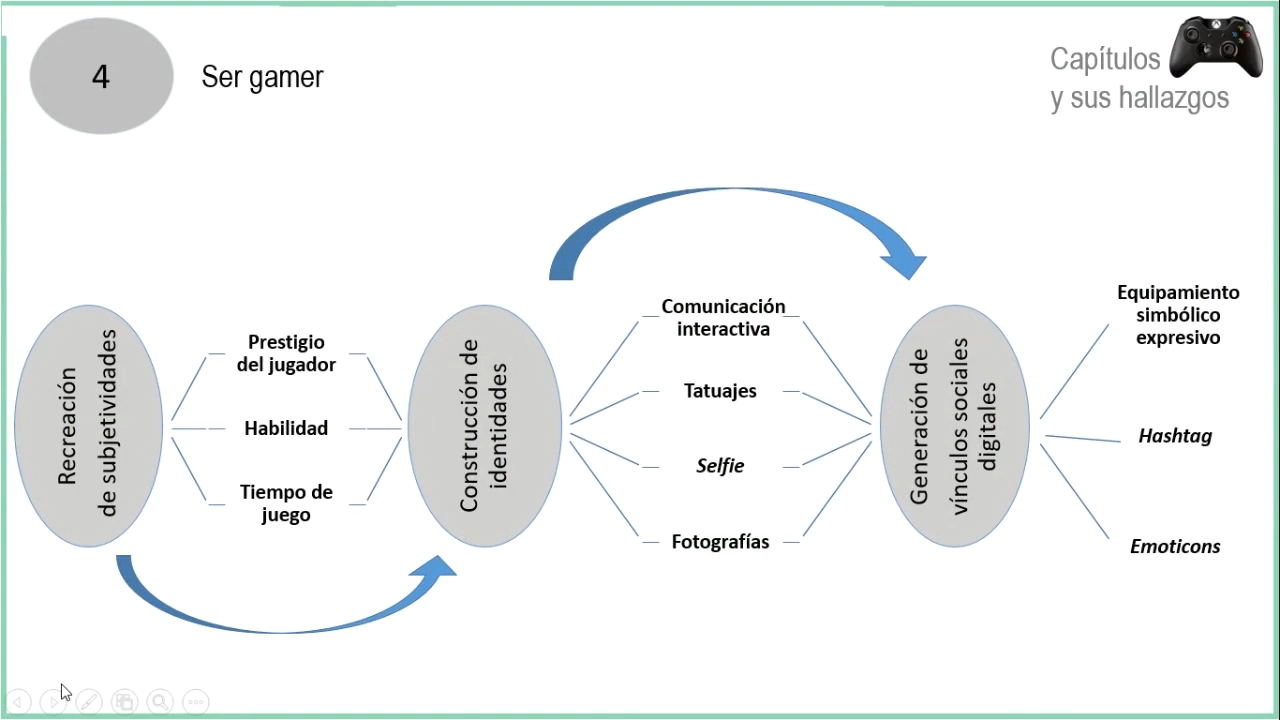 4
Ser gamer
Capítulos
y sus hallazgos
Recreación
de subjetividades
Prestigio
del jugador
Habilidad
Tiempo de
juego
Construcción de
identidades
Comunicación
interactiva
Tatuajes
Selfie
Fotografías
Generación de
vínculos sociales
digitales
Equipamiento
simbólico
expresivo
Hashtag
Emoticons